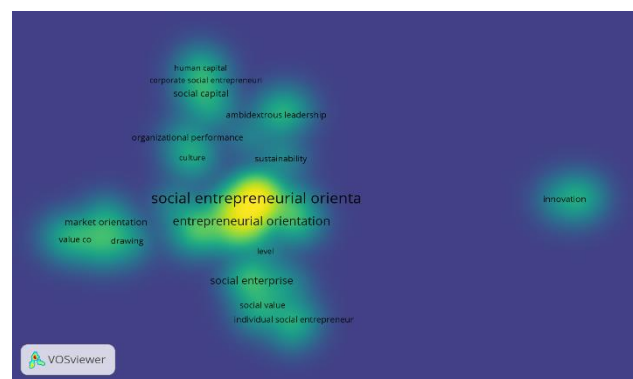 human capital
corporate social entrepreneuri
social capital
ambidextrous leadership
organizational performance
culture
sustainability
social entrepreneurial orienta
innovation
entrepreneurial orientation
market orientation
value co
drawing
level
social enterprise
social value
individual social entrepreneur
VOSviewer